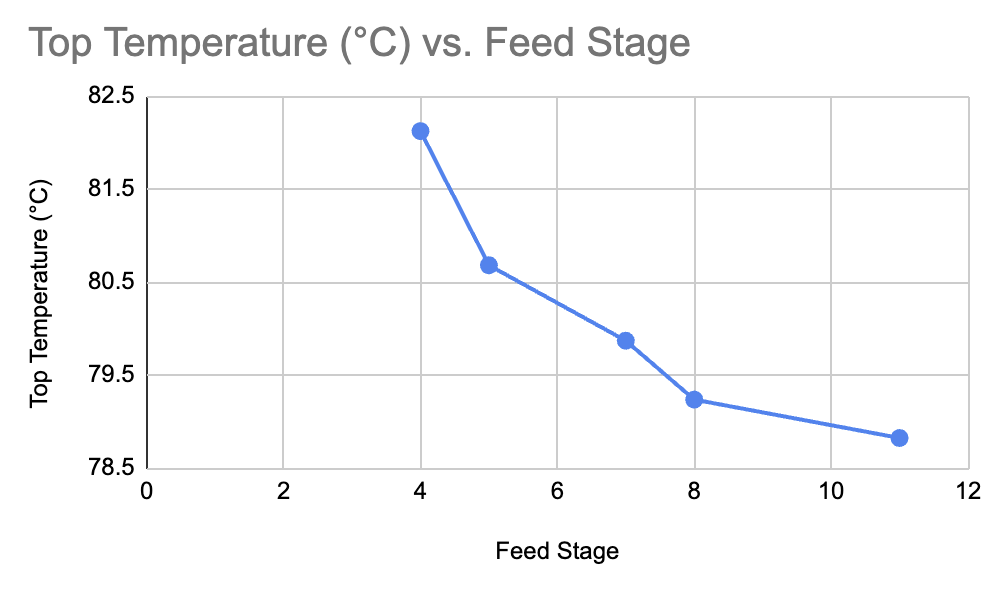 Top Temperature (°C) vs. Feed Stage
82.5
81.5
80.5
79.5
78.5
Top Temperature (°C)
0 2 4 6 8 10 12
Feed Stage